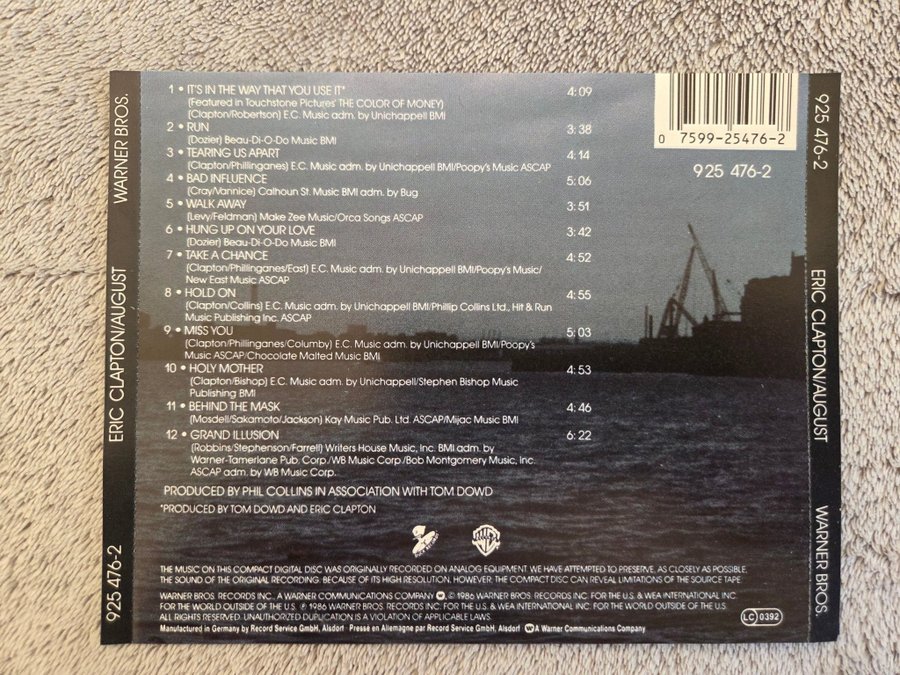 1 • IT'S IN THE WAY THAT YOU USE IT* 4:09
(Featured in Touchstone Pictures' THE COLOR OF MONEY)
(Clapton/Robertson) E.C. Music adm. by Unichappell BMI
2 • RUN 3:38
(Dozier) Beau-Di-O-Do Music BMI
3 • TEARING US APART 4:14
(Clapton/Phillinganes) E.C. Music adm. by Unichappell BMI/Poopy's Music ASCAP
4 • BAD INFLUENCE 5:06
(Cray/Vannice) Calhoun St. Music BMI adm. by Bug
5 • WALK AWAY 3:51
(Levy/Feldman) Make Zee Music/Orca Songs ASCAP
6 • HUNG UP ON YOUR LOVE 3:42
(Dozier) Beau-Di-O-Do Music BMI
7 • TAKE A CHANCE 4:52
(Clapton/Phillinganes/East) E.C. Music adm. by Unichappell BMI/Poopy's Music/
New East Music ASCAP
8 • HOLD ON 4:55
(Clapton/Collins) E.C. Music adm. by Unichappell BMI/Phillip Collins Ltd., Hit & Run
Music Publishing Inc. ASCAP
9 • MISS YOU 5:03
(Clapton/Phillinganes/Columby) E.C. Music adm. by Unichappell BMI/Poopy's
Music ASCAP/Chocolate Malted Music BMI
10 • HOLY MOTHER 4:53
(Clapton/Bishop) E.C. Music adm. by Unichappell/Stephen Bishop Music
Publishing BMI
11 • BEHIND THE MASK 4:46
(Mosdell/Sakamoto/Jackson) Kay Music Pub. Ltd. ASCAP/Mijac Music BMI
12 • GRAND ILLUSION 6:22
(Robbins/Stephenson/Farrell) Writers House Music, Inc. BMI adm. by
Warner-Tamerlane Pub. Corp./WB Music Corp./Bob Montgomery Music, Inc.
ASCAP adm. by WB Music Corp.
PRODUCED BY PHIL COLLINS IN ASSOCIATION WITH TOM DOWD
*PRODUCED BY TOM DOWD AND ERIC CLAPTON
0 7599-25476-2
925 476-2
WB
THE MUSIC ON THIS COMPACT DIGITAL DISC WAS ORIGINALLY RECORDED ON ANALOG EQUIPMENT. WE HAVE ATTEMPTED TO PRESERVE, AS CLOSELY AS POSSIBLE,
THE SOUND OF THE ORIGINAL RECORDING. BECAUSE OF ITS HIGH RESOLUTION, HOWEVER, THE COMPACT DISC CAN REVEAL LIMITATIONS OF THE SOURCE TAPE.
WARNER BROS. RECORDS INC., A WARNER COMMUNICATIONS COMPANY W, © 1986 WARNER BROS. RECORDS INC. FOR THE U.S. & WEA INTERNATIONAL INC.
FOR THE WORLD OUTSIDE OF THE U.S. ℗ 1986 WARNER BROS. RECORDS INC. FOR THE U.S. & WEA INTERNATIONAL INC. FOR THE WORLD OUTSIDE OF THE U.S.
ALL RIGHTS RESERVED. UNAUTHORIZED DUPLICATION IS A VIOLATION OF APPLICABLE LAWS.
Manufactured in Germany by Record Service GmbH, Alsdorf Pressé en Allemagne par Record Service GmbH, Alsdorf W A Warner Communications Company
LC 0392
925 476-2 ERIC CLAPTON/AUGUST WARNER BROS.
925 476-2 ERIC CLAPTON/AUGUST WARNER BROS.